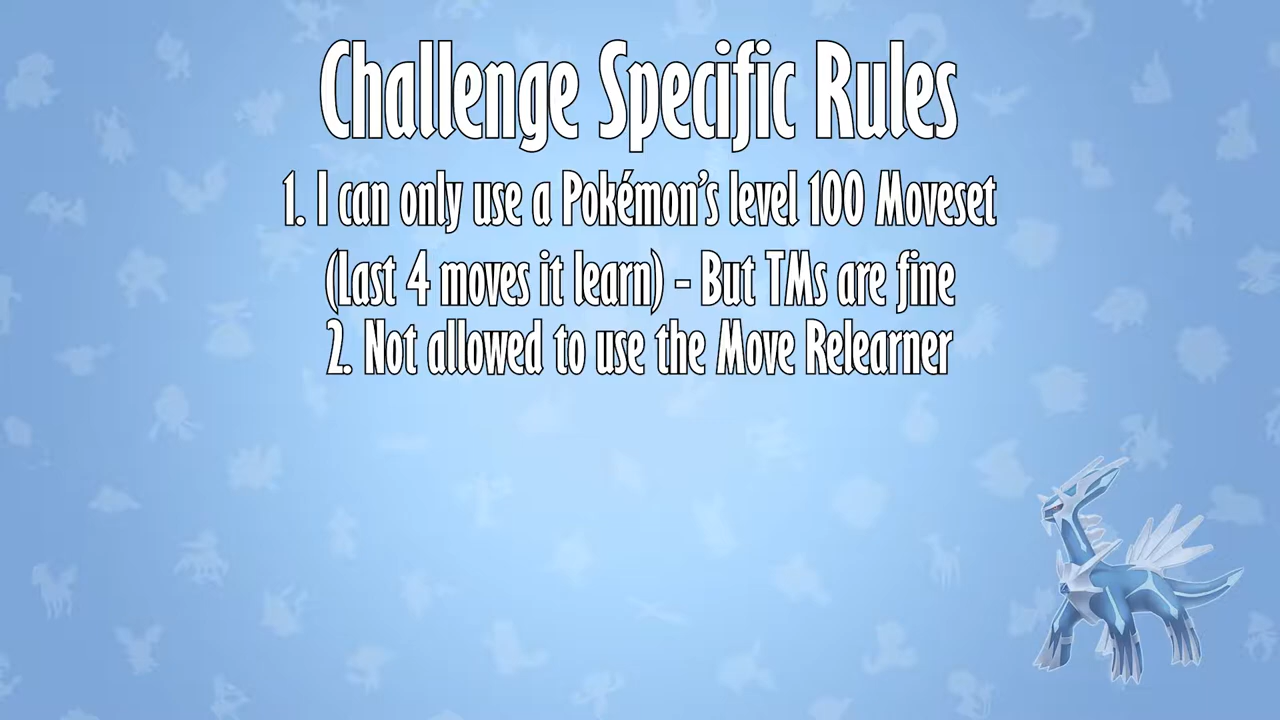 Challenge Specific Rules
1. I can only use a Pokémon's level 100 Moveset
(Last 4 moves it learn) - But TMs are fine
2. Not allowed to use the Move Relearner